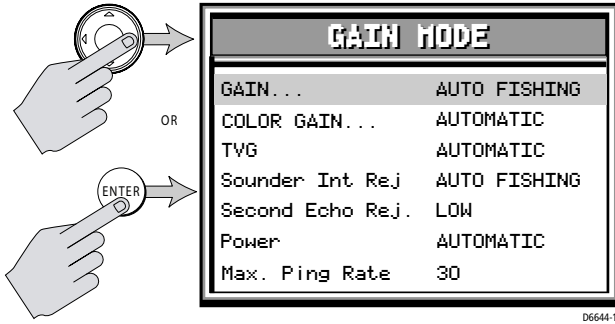 GAIN MODE
GAIN... AUTO FISHING
OR
COLOR GAIN... AUTOMATIC
TVG AUTOMATIC
Sounder Int Rej AUTO FISHING
ENTER
Second Echo Rej. LOW
Power AUTOMATIC
Max. Ping Rate 30
D6644-1